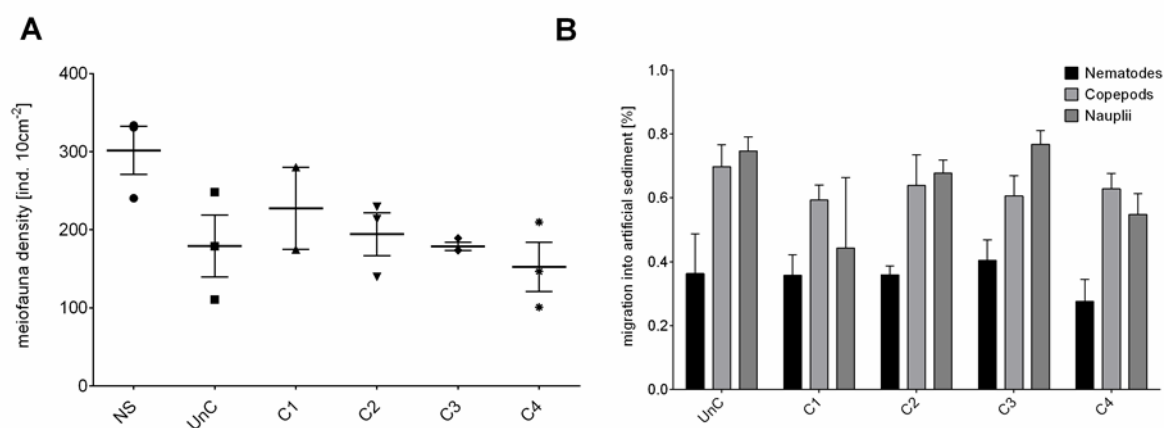 A
meiofauna density [ind. 10cm-2]
400
300
200
100
0
NS
UnC
C1
C2
C3
C4
B
migration into artificial sediment [%]
1.0
0.8
0.6
0.4
0.2
0.0
Nematodes
Copepods
Nauplii
UnC
C1
C2
C3
C4